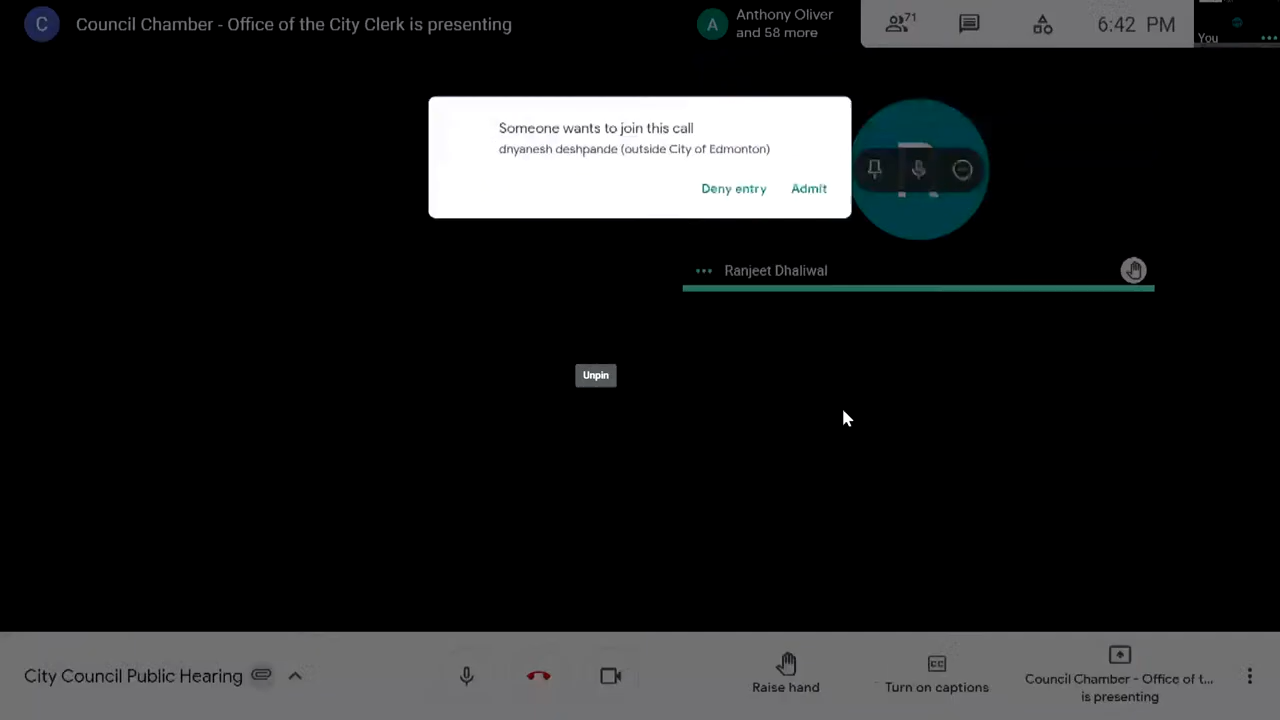 C Council Chamber - Office of the City Clerk is presenting
A Anthony Oliver
and 58 more
71
6:42 PM
You
Someone wants to join this call
dnyanesh deshpande (outside City of Edmonton)
Deny entry Admit
R
Ranjeet Dhaliwal
Unpin
City Council Public Hearing
Raise hand
CC
Turn on captions
Council Chamber - Office of t...
is presenting